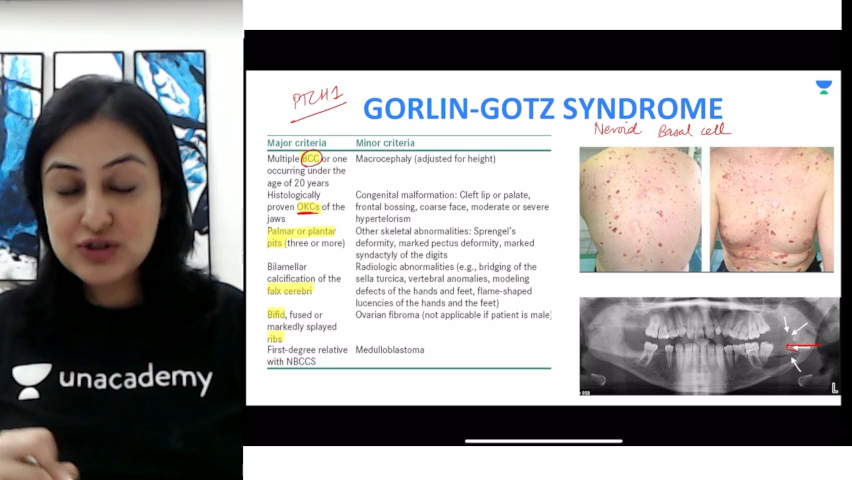 PTCH1
GORLIN-GOTZ SYNDROME
Nevoid Basal cell
Major criteria Minor criteria
Multiple BCC or one Macrocephaly (adjusted for height)
occurring under the
age of 20 years
Histologically Congenital malformation: Cleft lip or palate,
proven OKCs of the frontal bossing, coarse face, moderate or severe
jaws hypertelorism
Palmar or plantar Other skeletal abnormalities: Sprengel's
pits (three or more) deformity, marked pectus deformity, marked
syndactyly of the digits
Bilamellar Radiologic abnormalities (e.g., bridging of the
calcification of the sella turcica, vertebral anomalies, modeling
falx cerebri defects of the hands and feet, flame-shaped
lucencies of the hands and the feet)
Bifid, fused or Ovarian fibroma (not applicable if patient is male)
markedly splayed
ribs
First-degree relative Medulloblastoma
with NBCCS
L
unacademy